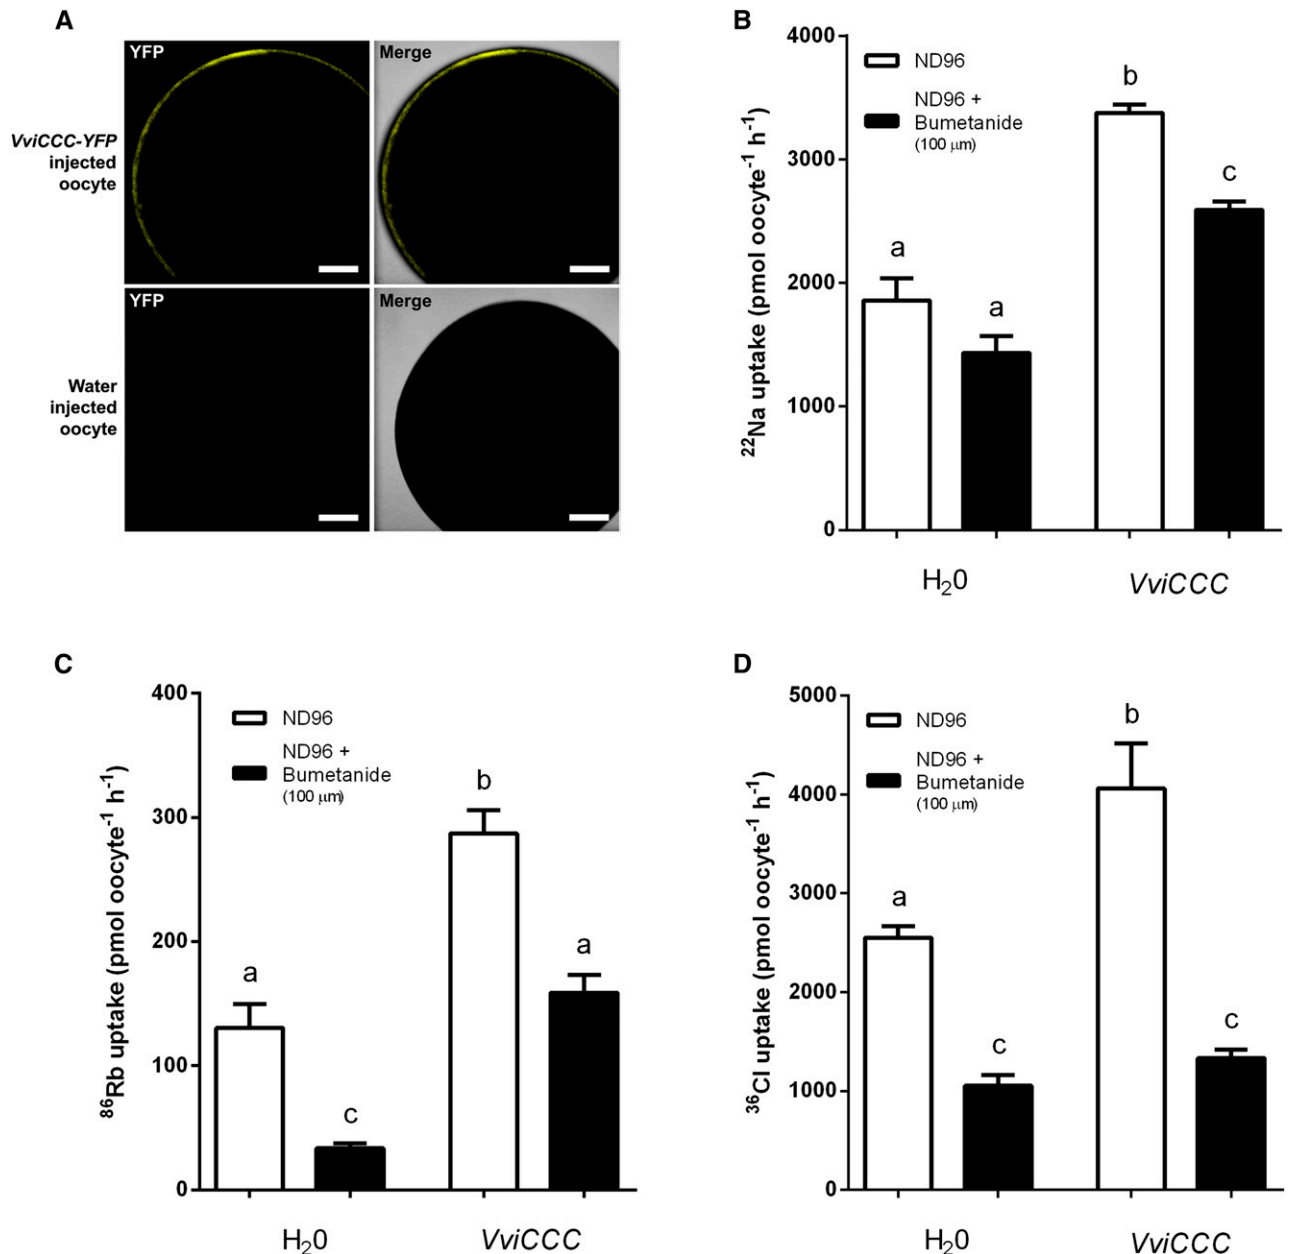 A
YFP
Merge
VviCCC-YFP
injected
oocyte
YFP
Merge
Water
injected
oocyte
B
4000
3000
2000
1000
0
²²Na uptake (pmol oocyte⁻¹ h⁻¹)
ND96
ND96 +
Bumetanide
(100 µm)
a
a
b
c
H₂0
VviCCC
C
400
300
200
100
0
⁸⁶Rb uptake (pmol oocyte⁻¹ h⁻¹)
ND96
ND96 +
Bumetanide
(100 µm)
a
c
b
a
H₂0
VviCCC
D
5000
4000
3000
2000
1000
0
³⁶Cl uptake (pmol oocyte⁻¹ h⁻¹)
ND96
ND96 +
Bumetanide
(100 µm)
a
c
b
c
H₂0
VviCCC